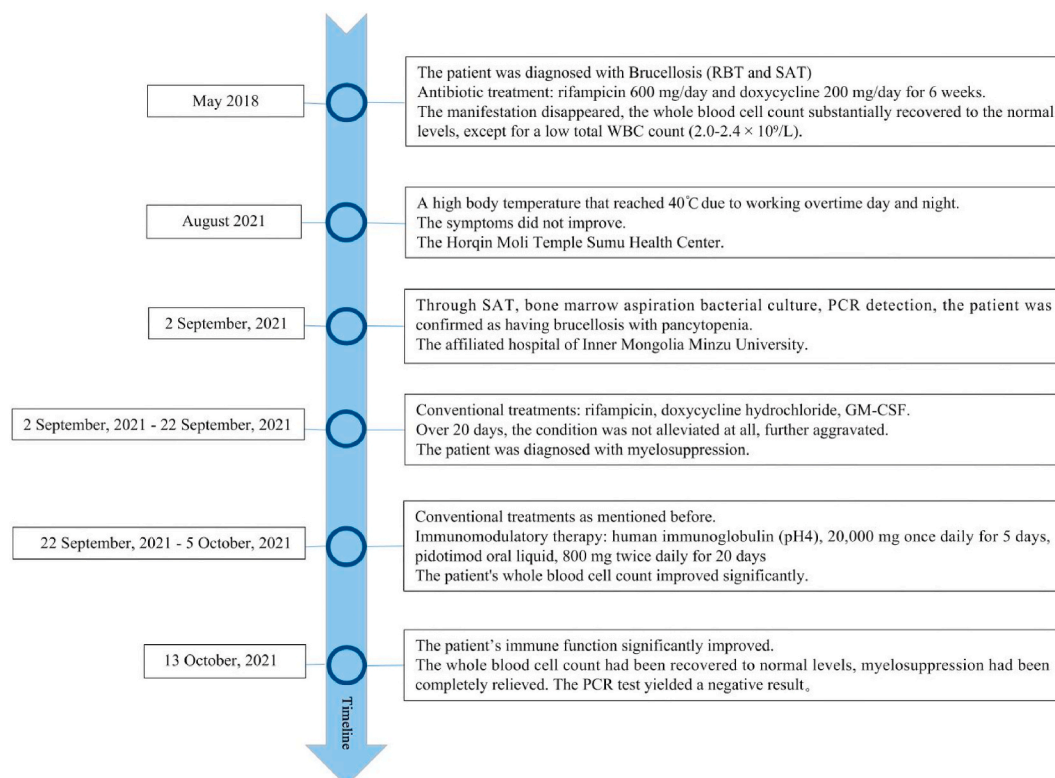 May 2018
The patient was diagnosed with Brucellosis (RBT and SAT)
Antibiotic treatment: rifampicin 600 mg/day and doxycycline 200 mg/day for 6 weeks.
The manifestation disappeared, the whole blood cell count substantially recovered to the normal
levels, except for a low total WBC count (2.0-2.4 × 10⁹/L).
August 2021
A high body temperature that reached 40℃ due to working overtime day and night.
The symptoms did not improve.
The Horqin Moli Temple Sumu Health Center.
2 September, 2021
Through SAT, bone marrow aspiration bacterial culture, PCR detection, the patient was
confirmed as having brucellosis with pancytopenia.
The affiliated hospital of Inner Mongolia Minzu University.
2 September, 2021 - 22 September, 2021
Conventional treatments: rifampicin, doxycycline hydrochloride, GM-CSF.
Over 20 days, the condition was not alleviated at all, further aggravated.
The patient was diagnosed with myelosuppression.
22 September, 2021 - 5 October, 2021
Conventional treatments as mentioned before.
Immunomodulatory therapy: human immunoglobulin (pH4), 20,000 mg once daily for 5 days,
pidotimod oral liquid, 800 mg twice daily for 20 days
The patient's whole blood cell count improved significantly.
13 October, 2021
The patient’s immune function significantly improved.
The whole blood cell count had been recovered to normal levels, myelosuppression had been
completely relieved. The PCR test yielded a negative result。
Timeline